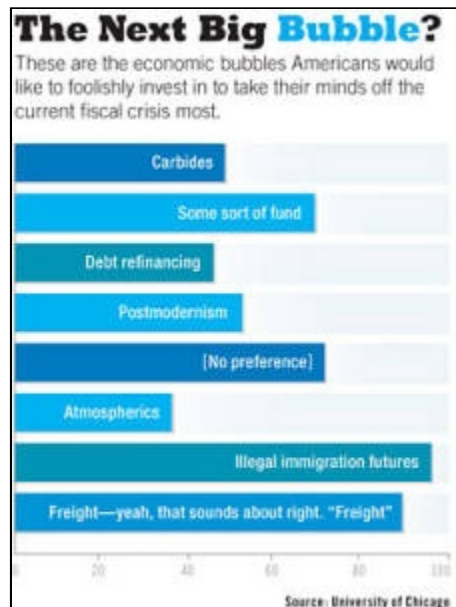 The Next Big Bubble?
These are the economic bubbles Americans would
like to foolishly invest in to take their minds off the
current fiscal crisis most.
Carbides
Some sort of fund
Debt refinancing
Postmodernism
[No preference]
Atmospherics
Illegal immigration futures
Freight—yeah, that sounds about right. "Freight"
0 20 40 60 80 100
Source: University of Chicago